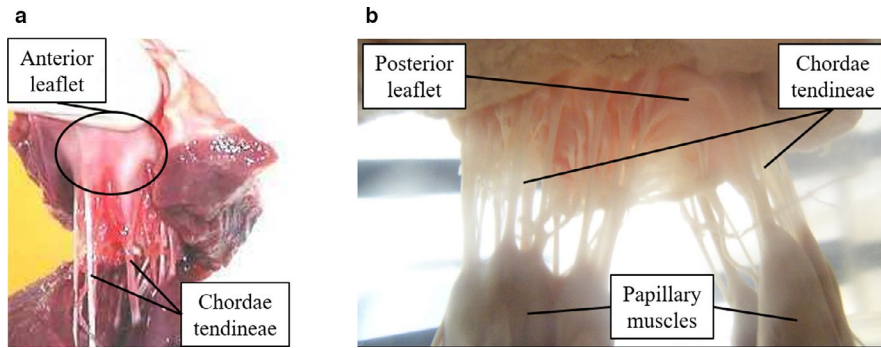 a
Anterior
leaflet
Chordae
tendineae
b
Posterior
leaflet
Chordae
tendineae
Papillary
muscles